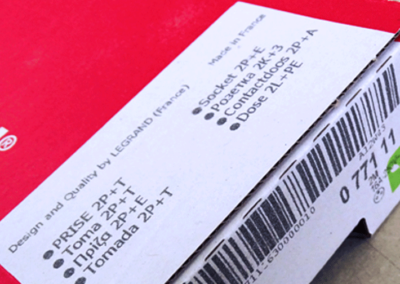 Design and Quality by LEGRAND (France)
Made in France
● PRISE 2P+T
● Toma 2P+T
● Πρίζα 2P+E
● Tomada 2P+T
● Socket 2P+E
● Розетка 2K+З
● Contactdoos 2P+A
● Dose 2L+PE
0 771 11
®